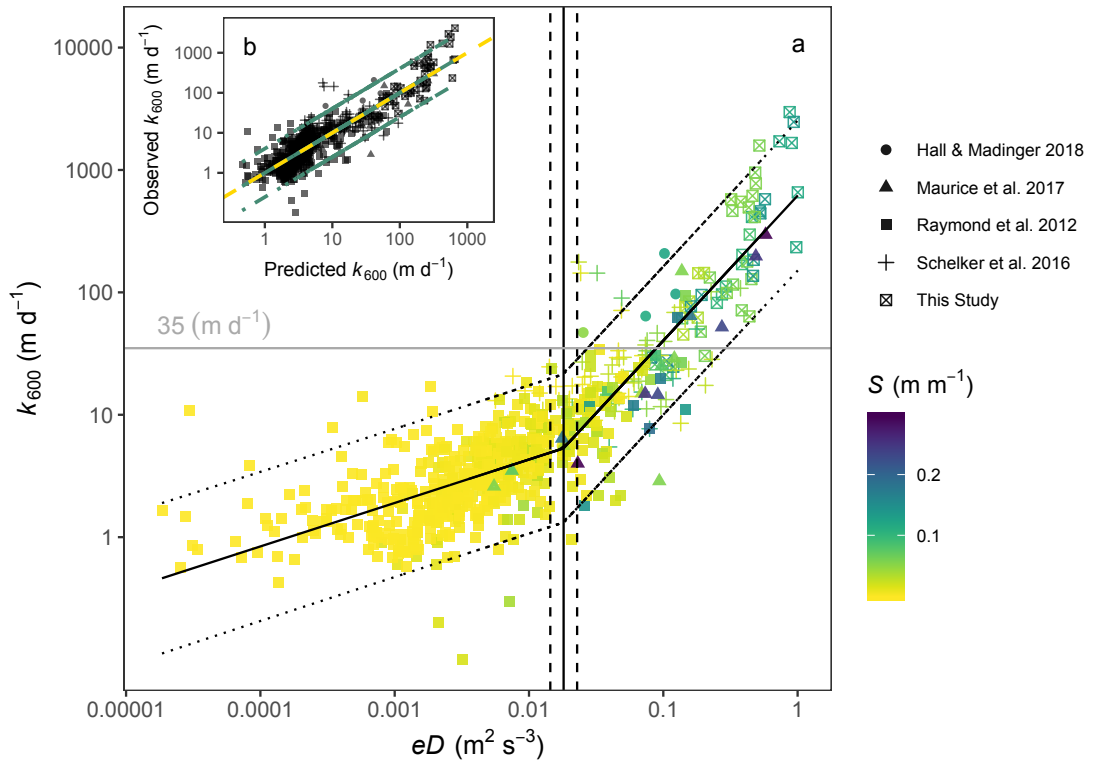 10000
1000
100
10
1
k600 (m d−1)
0.00001
0.0001
0.001
0.01
0.1
1
eD (m2 s−3)
a
35 (m d−1)
b
1000
100
10
1
Observed k600 (m d−1)
1
10
100
1000
Predicted k600 (m d−1)
Hall & Madinger 2018
Maurice et al. 2017
Raymond et al. 2012
Schelker et al. 2016
This Study
S (m m−1)
0.2
0.1